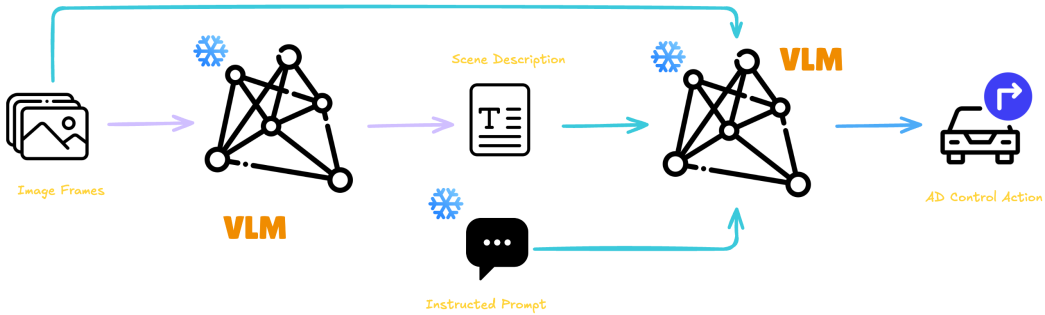 VLM
Scene Description
T
Image Frames
AD Control Action
VLM
Instructed Prompt